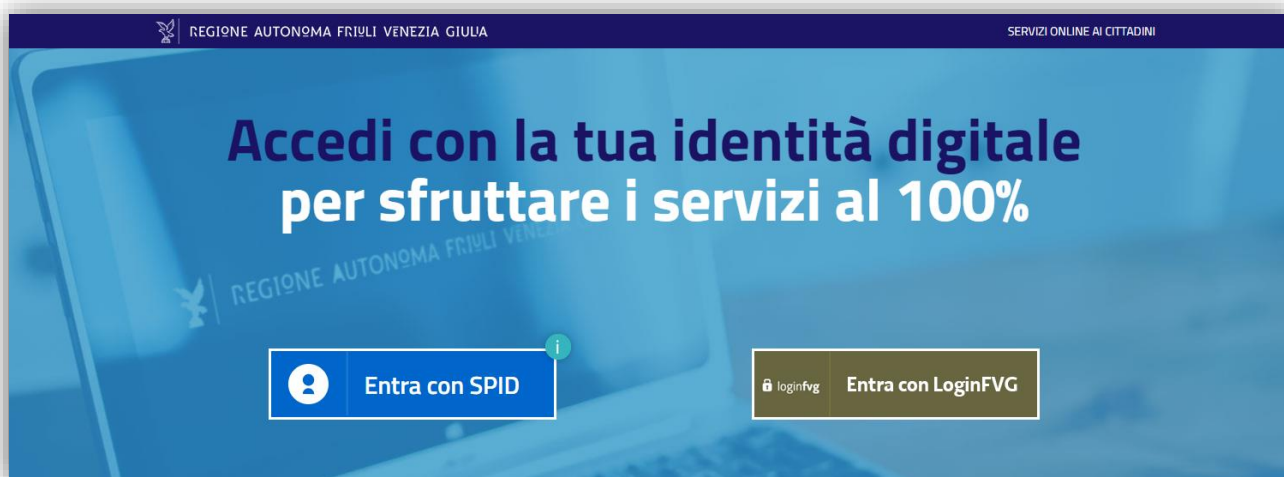 REGIONE AUTONOMA FRIULI VENEZIA GIULIA
SERVIZI ONLINE AI CITTADINI
Accedi con la tua identità digitale
per sfruttare i servizi al 100%
REGIONE AUTONOMA FRIULI VENEZIA
i
Entra con SPID
loginfvg
Entra con LoginFVG